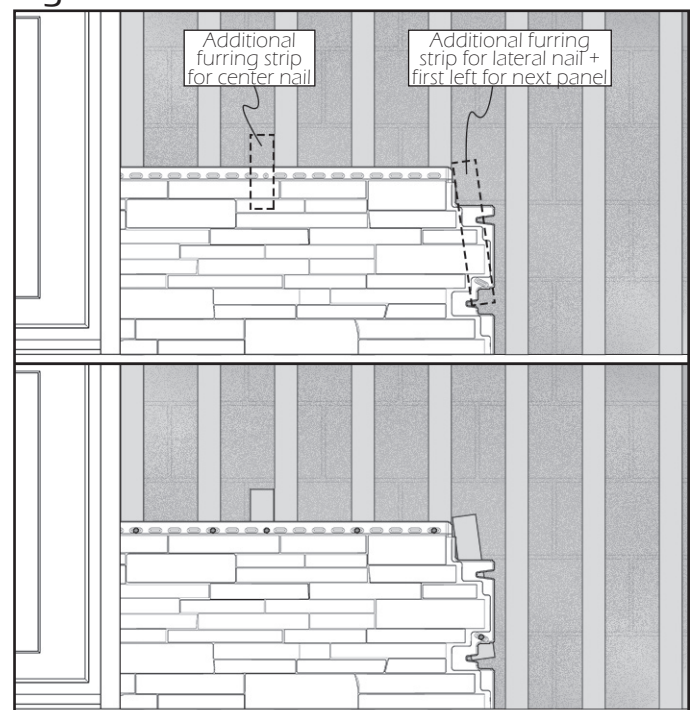 Additional
furring strip
for center nail
Additional furring
strip for lateral nail +
first left for next panel